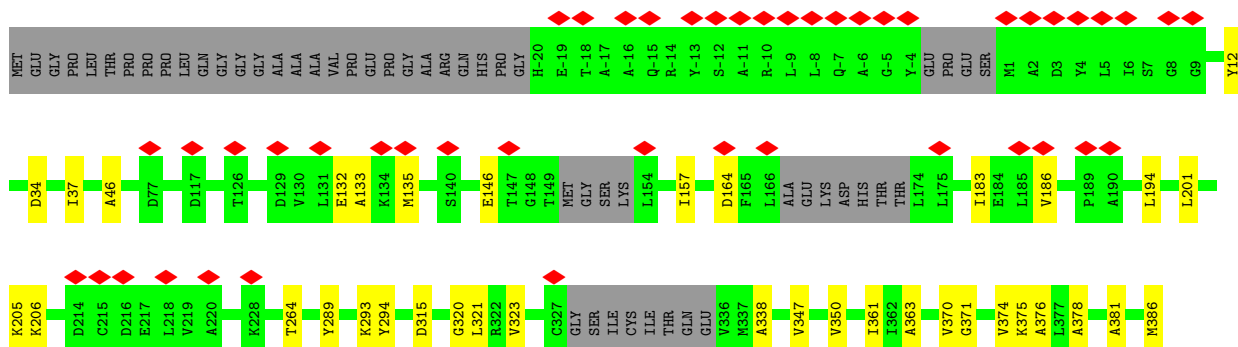 MET GLU GLY PRO LEU THR PRO PRO PRO LEU GLN GLY GLY GLY ALA ALA ALA VAL PRO GLU PRO GLY ALA ARG GLN HIS PRO GLY H-20 E-19 T-18 A-17 A-16 Q-15 R-14 Y-13 S-12 A-11 R-10 L-9 L-8 Q-7 A-6 G-5 Y-4 GLU PRO GLU SER M1 A2 D3 Y4 L5 I6 S7 G8 G9 Y12
D34 I37 A46 D77 D117 T126 D129 V130 L131 E132 A133 K134 M135 S140 E146 T147 G148 T149 MET GLY SER LYS L154 I157 D164 F165 L166 ALA GLU LYS ASP HIS THR THR L174 L175 I183 E184 L185 V186 P189 A190 L194 L201
K205 K206 D214 C215 D216 E217 L218 V219 A220 K228 T264 Y289 K293 Y294 D315 G320 L321 R322 V323 C327 GLY SER ILE CYS ILE THR GLN GLU V336 M337 A338 V347 V350 I361 I362 A363 V370 G371 V374 K375 A376 L377 A378 A381 M386